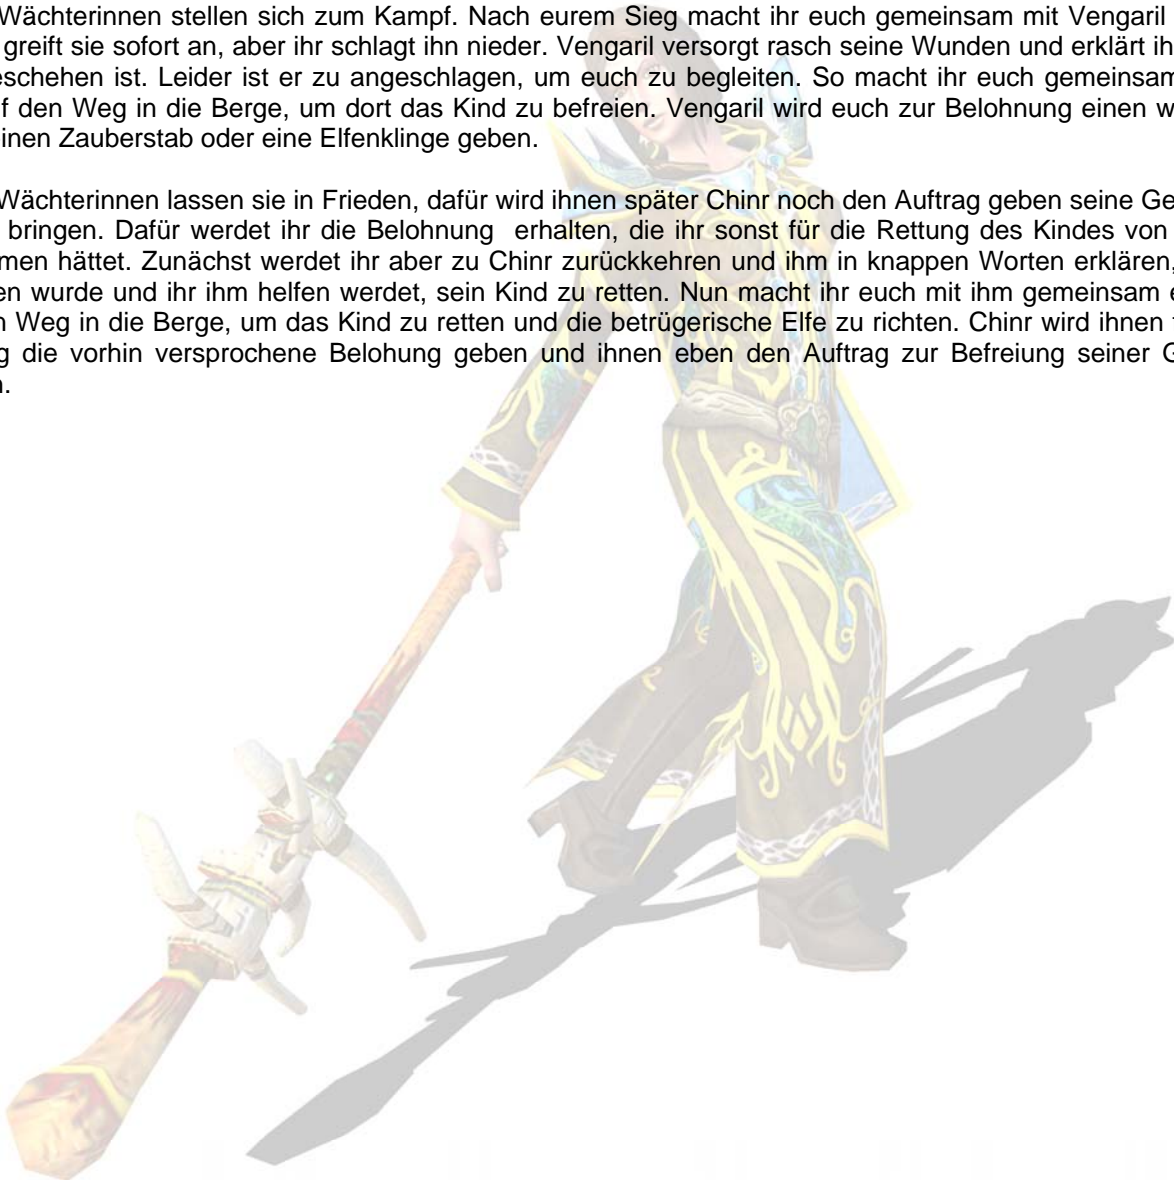 Wächterinnen stellen sich zum Kampf. Nach eurem Sieg macht ihr euch gemeinsam mit Vengaril
greift sie sofort an, aber ihr schlagt ihn nieder. Vengaril versorgt rasch seine Wunden und erklärt
ist. Leider ist er zu angeschlagen, um euch zu begleiten. So macht ihr euch gemeinsam
den Weg in die Berge, um dort das Kind zu befreien. Vengaril wird euch zur Belohnung einen
Zauberstab oder eine Elfenklinge geben.
Wächterinnen lassen sie in Frieden, dafür wird ihnen später Chinr noch den Auftrag geben seine
bringen. Dafür werdet ihr die Belohnung erhalten, die ihr sonst für die Rettung des Kindes von
hättet. Zunächst werdet ihr aber zu Chinr zurückkehren und ihm in knappen Worten erklären,
wurde und ihr ihm helfen werdet, sein Kind zu retten. Nun macht ihr euch mit ihm gemeinsam
Weg in die Berge, um das Kind zu retten und die betrügerische Elfe zu richten. Chinr wird ihnen
die vorhin versprochene Belohung geben und ihnen eben den Auftrag zur Befreiung seiner